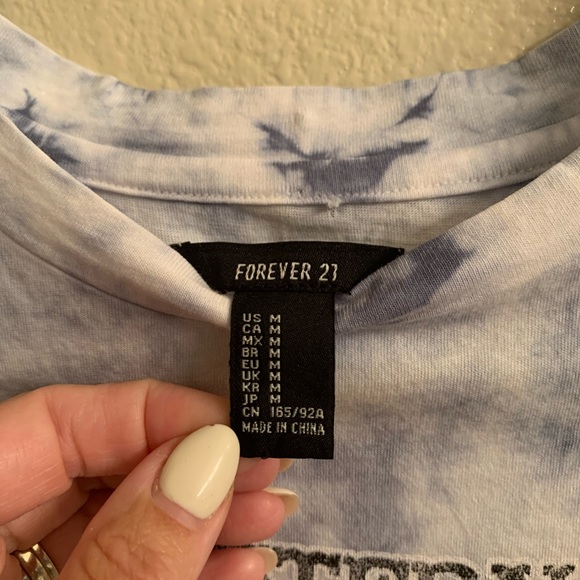 FOREVER 21
US M
CA M
MX M
BR M
EU M
UK M
KR M
JP M
CN 165/92A
MADE IN CHINA